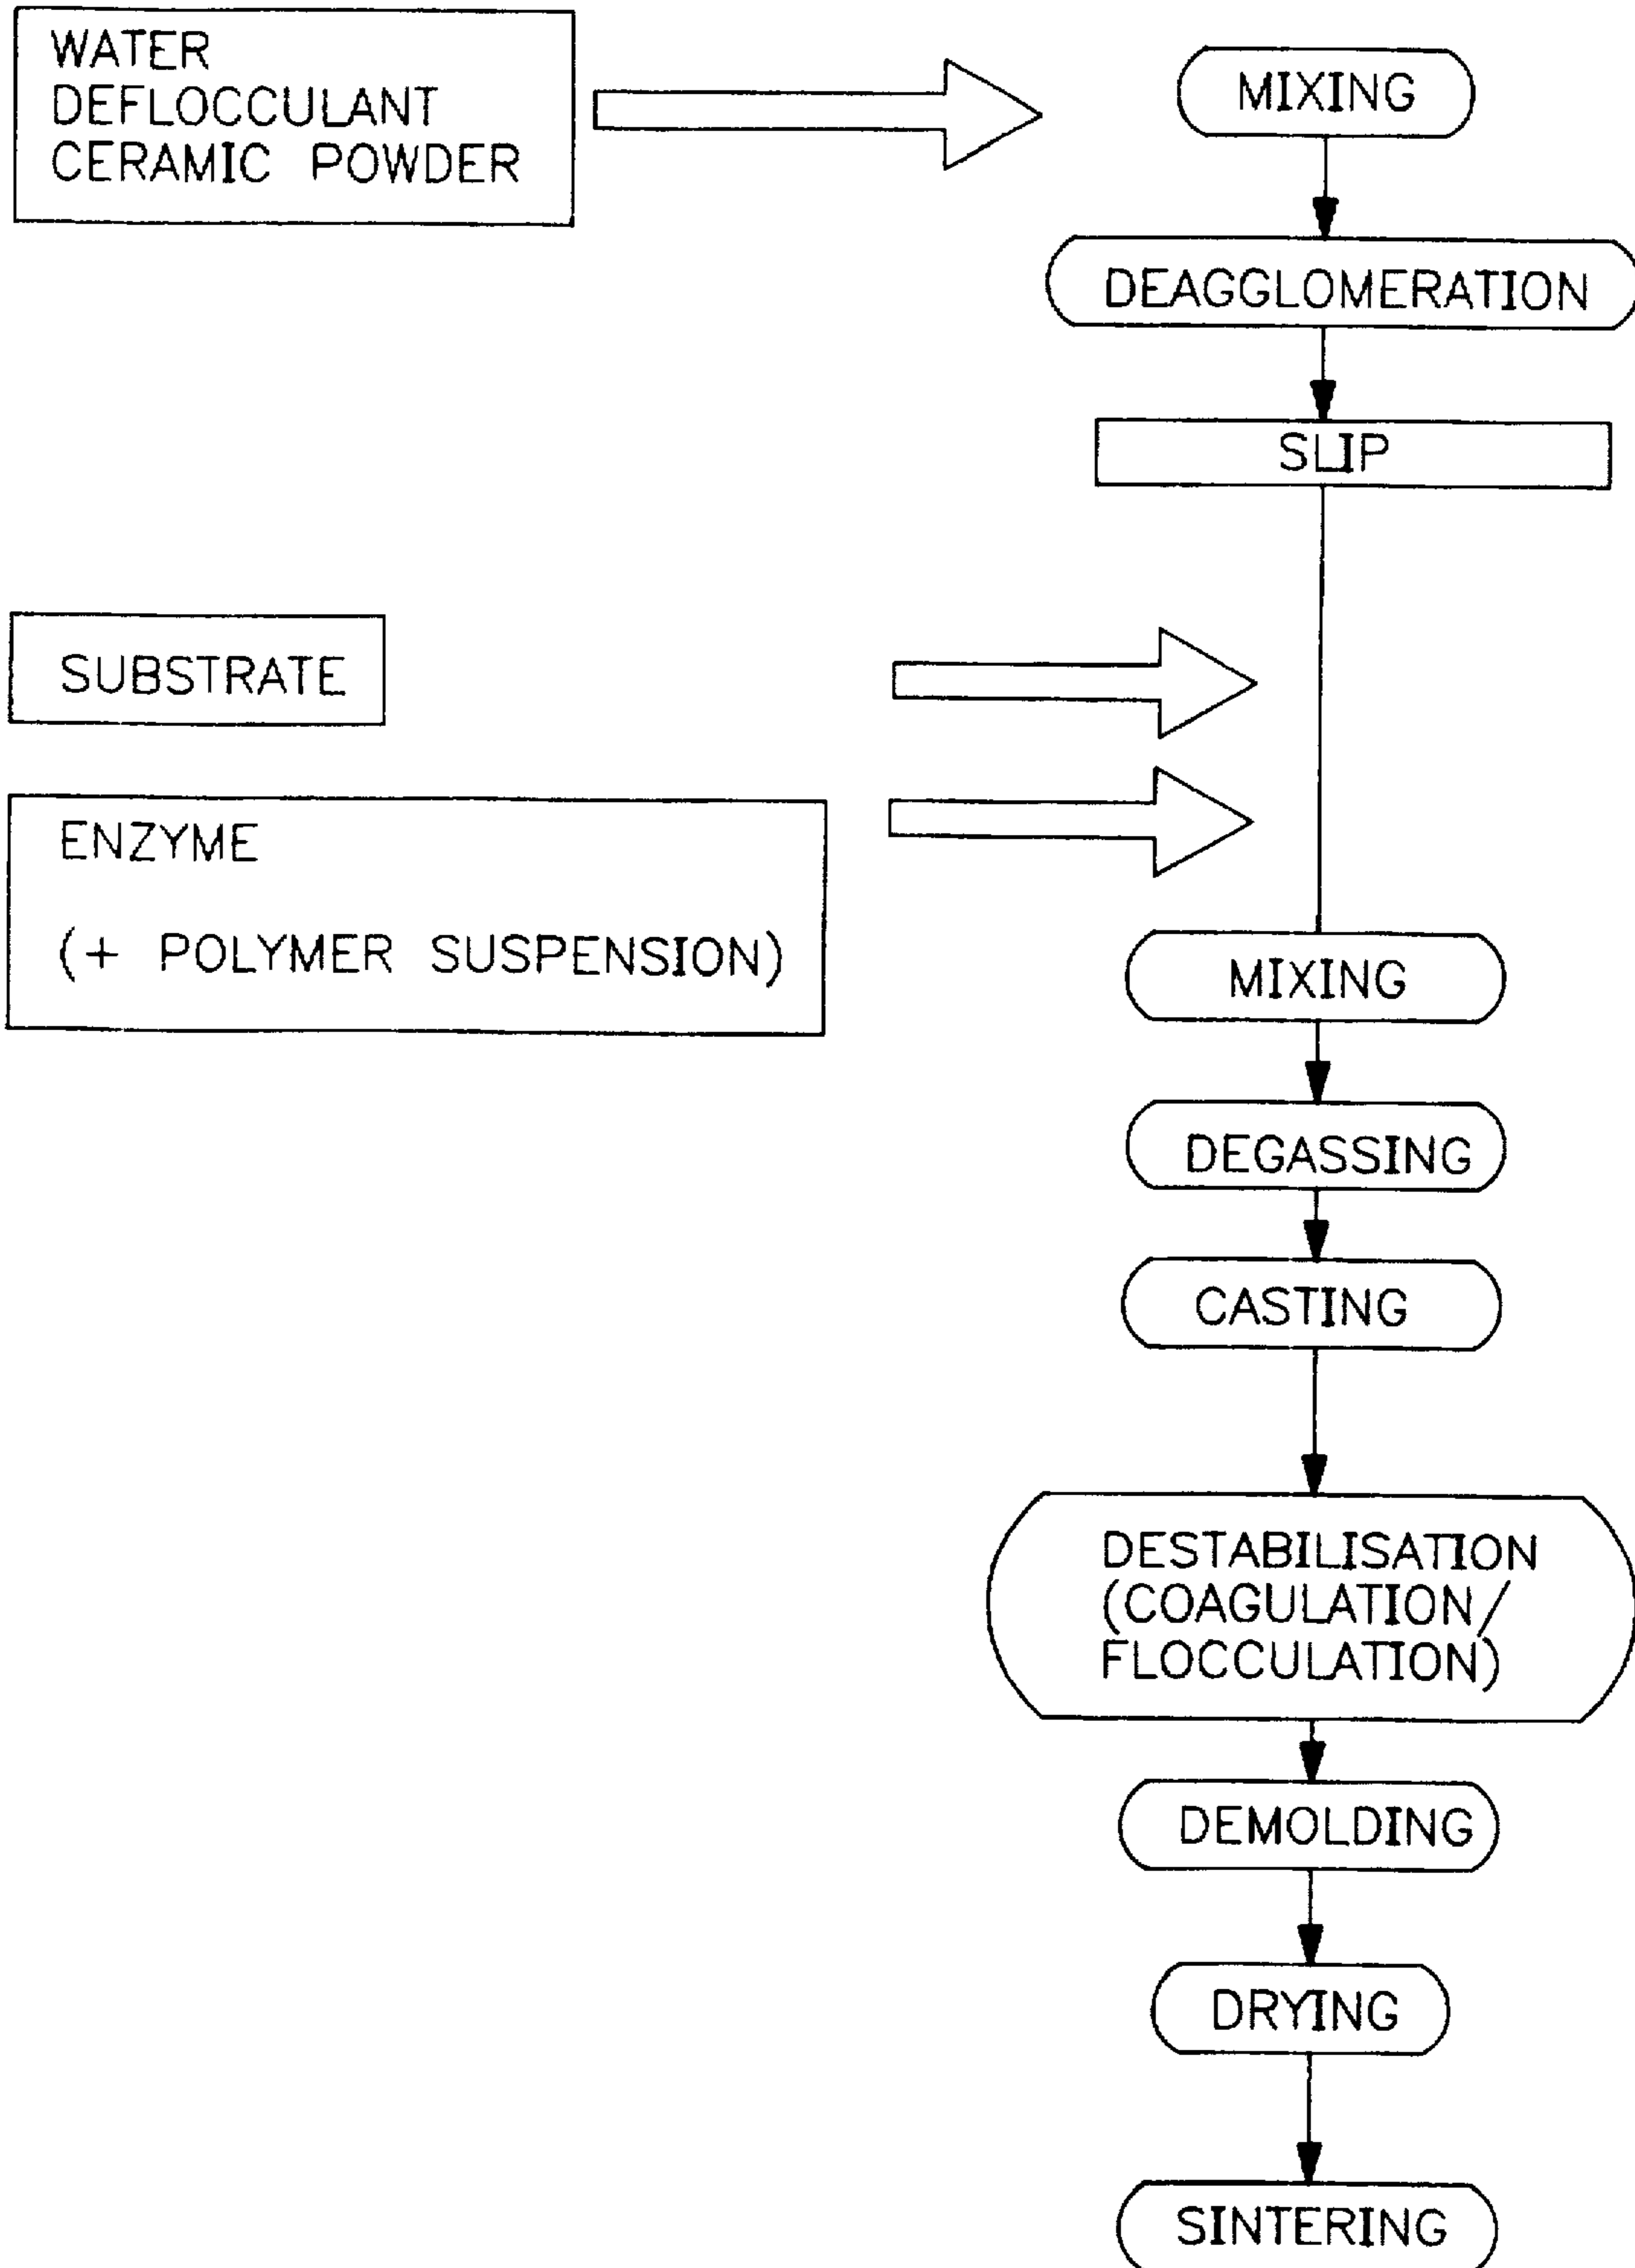 WATER
DEFLOCCULANT
CERAMIC POWDER
MIXING
DEAGGLOMERATION
SLIP
SUBSTRATE
ENZYME
(+ POLYMER SUSPENSION)
MIXING
DEGASSING
CASTING
DESTABILISATION
(COAGULATION/
FLOCCULATION)
DEMOLDING
DRYING
SINTERING